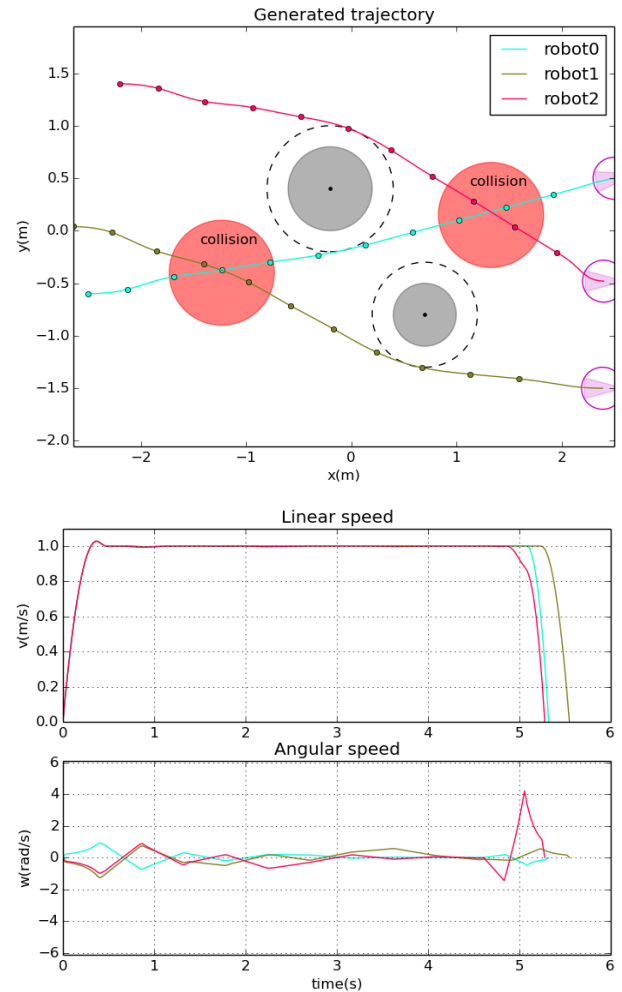 Generated trajectory
robot0
robot1
robot2
collision
collision
1.5
1.0
0.5
0.0
−0.5
−1.0
−1.5
−2.0
y(m)
−2 −1 0 1 2
x(m)
Linear speed
1.0
0.8
0.6
0.4
0.2
0.0
v(m/s)
0 1 2 3 4 5 6
Angular speed
6
4
2
0
−2
−4
−6
w(rad/s)
0 1 2 3 4 5 6
time(s)